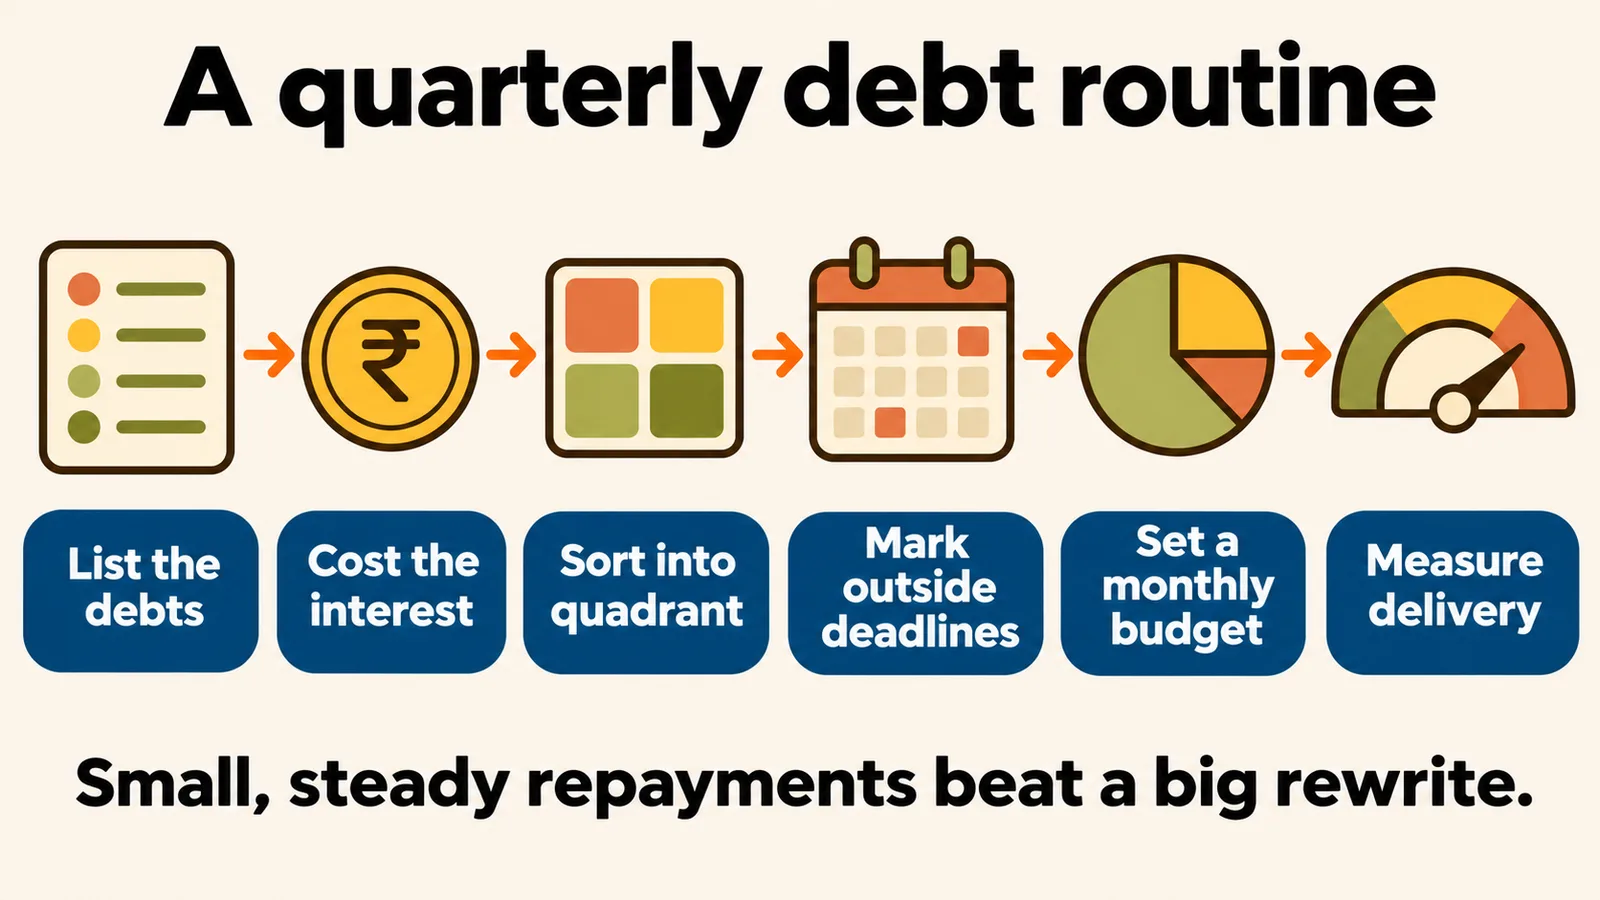 A quarterly debt routine
₹
List the
debts
Cost the
interest
Sort into
quadrant
Mark
outside
deadlines
Set a
monthly
budget
Measure
delivery
Small, steady repayments beat a big rewrite.